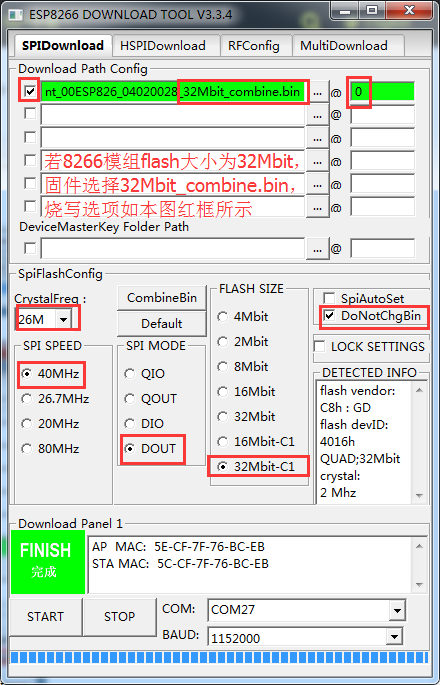 ESP8266 DOWNLOAD TOOL V3.3.4
SPIDownload HSPIDownload RFConfig MultiDownload
Download Path Config
nt_00ESP826_04020028_32Mbit_combine.bin ... @ 0
... @
... @
若8266模组flash大小为32Mbit， ... @
固件选择32Mbit_combine.bin， ... @
烧写选项如本图红框所示 ... @
DeviceMasterKey Folder Path
... @
SpiFlashConfig
CrystalFreq :
26M
CombineBin
Default
SPI SPEED
40MHz
26.7MHz
20MHz
80MHz
SPI MODE
QIO
QOUT
DIO
DOUT
FLASH SIZE
4Mbit
2Mbit
8Mbit
16Mbit
32Mbit
16Mbit-C1
32Mbit-C1
SpiAutoSet
DoNotChgBin
LOCK SETTINGS
DETECTED INFO
flash vendor:
C8h : GD
flash devID:
4016h
QUAD;32Mbit
crystal:
2 Mhz
Download Panel 1
FINISH
完成
AP MAC: 5E-CF-7F-76-BC-EB
STA MAC: 5C-CF-7F-76-BC-EB
START STOP
COM: COM27
BAUD: 1152000